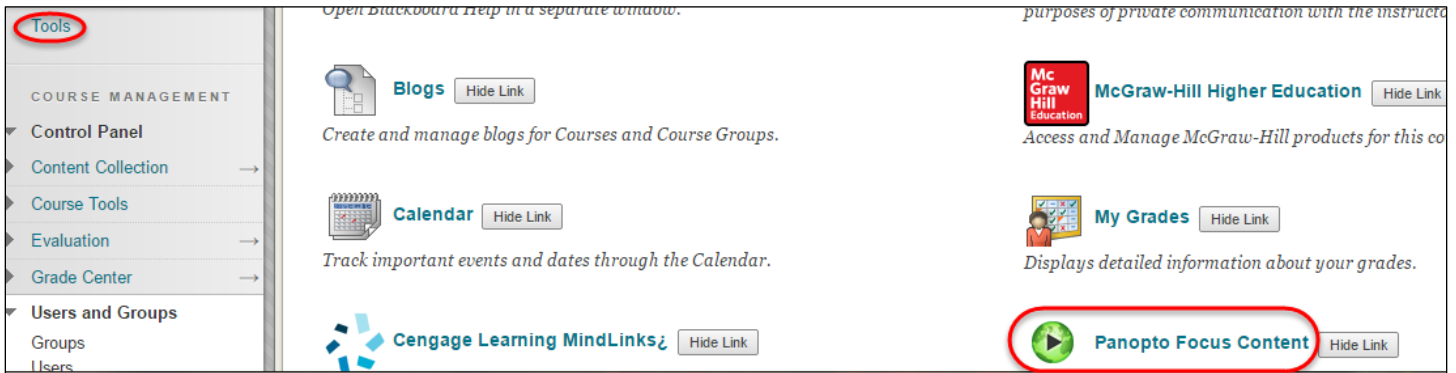 Tools
COURSE MANAGEMENT
Control Panel
Content Collection
Course Tools
Evaluation
Grade Center
Users and Groups
Groups
Users
Open Blackboard Help in a separate window.
Blogs Hide Link
Create and manage blogs for Courses and Course Groups.
Calendar Hide Link
Track important events and dates through the Calendar.
Cengage Learning MindLinks¿ Hide Link
purposes of private communication with the instructo
Mc
Graw
Hill
Education
McGraw-Hill Higher Education Hide Link
Access and Manage McGraw-Hill products for this co
My Grades Hide Link
Displays detailed information about your grades.
Panopto Focus Content Hide Link